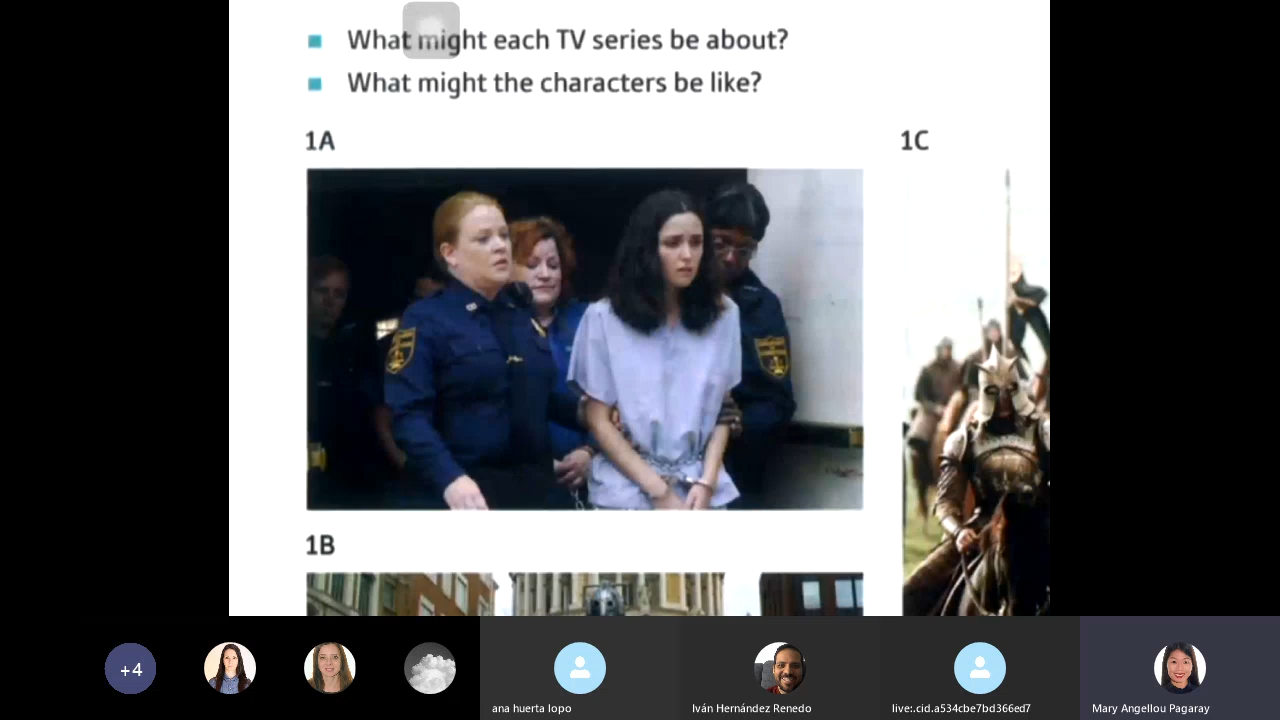 What might each TV series be about?
What might the characters be like?
1A
1C
1B
+4
ana huerta lopo
Iván Hernández Renedo
live:.cid.a534cbe7bd366ed7
Mary Angellou Pagaray